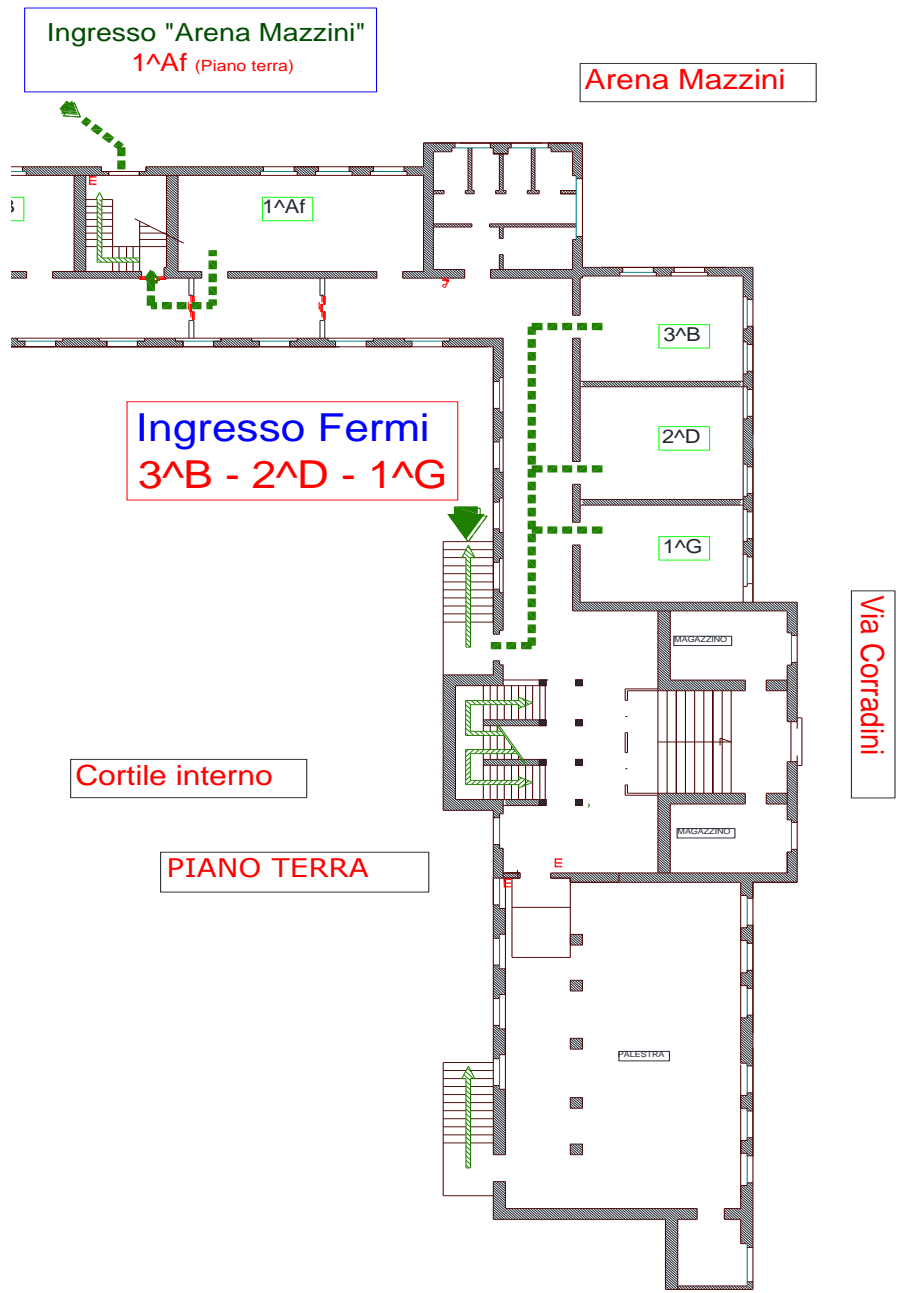 Ingresso "Arena Mazzini"
1^Af (Piano terra)
Arena Mazzini
1^Af
3^B
Ingresso Fermi
3^B - 2^D - 1^G
2^D
1^G
MAGAZZINO
Via Corradini
Cortile interno
MAGAZZINO
PIANO TERRA
PALESTRA